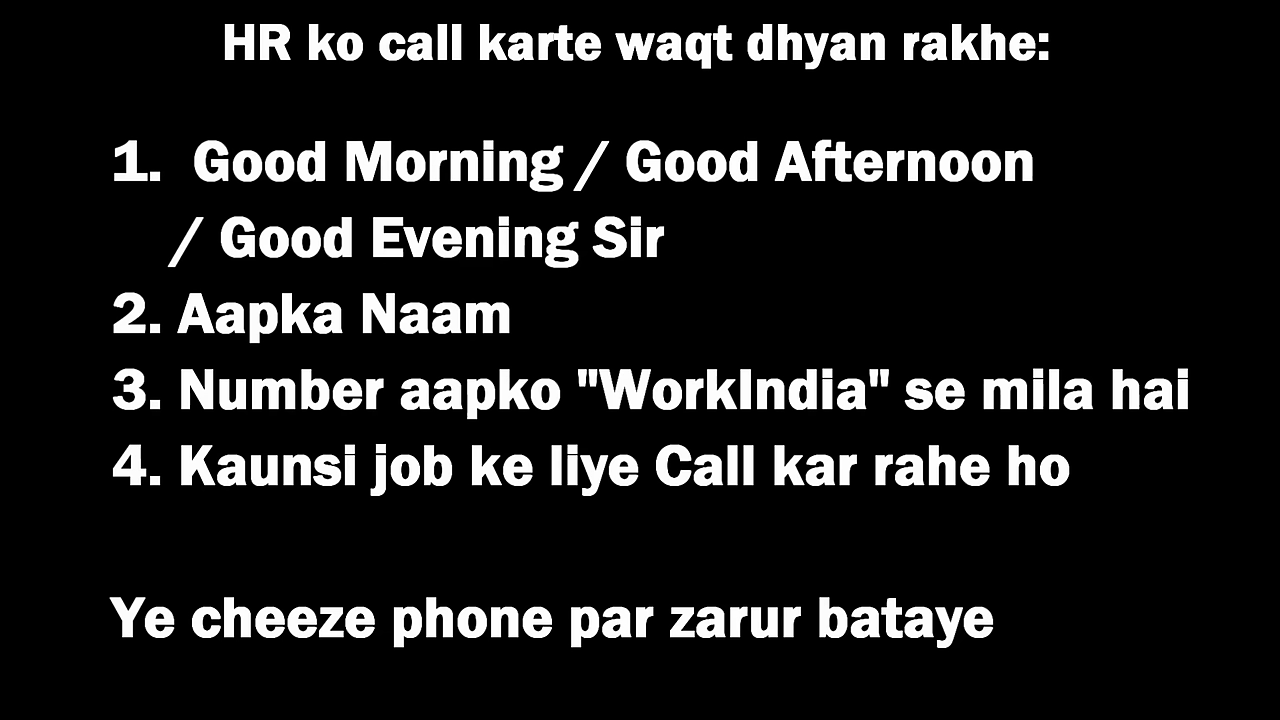 HR ko call karte waqt dhyan rakhe:
1. Good Morning / Good Afternoon
/ Good Evening Sir
2. Aapka Naam
3. Number aapko "WorkIndia" se mila hai
4. Kaunsi job ke liye Call kar rahe ho
Ye cheeze phone par zarur bataye